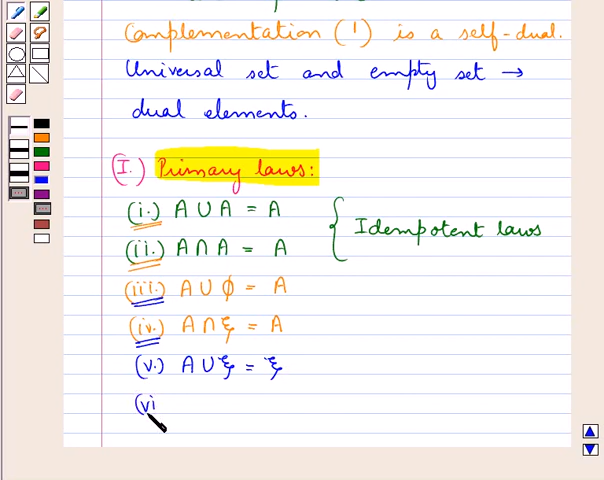 Complementation (') is a self-dual.
Universal set and empty set →
dual elements.
(I.) Primary laws:
(i.) A ∪ A = A
(ii.) A ∩ A = A
Idempotent laws
(iii.) A ∪ ϕ = A
(iv.) A ∩ ξ = A
(v.) A ∪ ξ = ξ
(vi